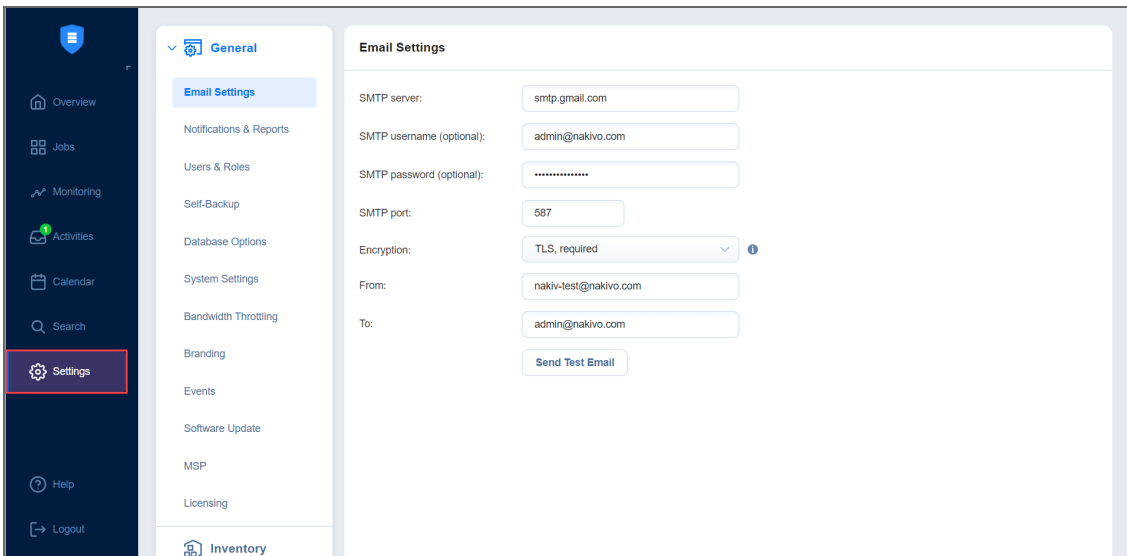 Overview
Jobs
Monitoring
1
Activities
Calendar
Search
Settings
Help
Logout
General
Email Settings
Notifications & Reports
Users & Roles
Self-Backup
Database Options
System Settings
Bandwidth Throttling
Branding
Events
Software Update
MSP
Licensing
Inventory
Email Settings
SMTP server: smtp.gmail.com
SMTP username (optional): admin@nakivo.com
SMTP password (optional): •••••••••••••••
SMTP port: 587
Encryption: TLS, required
From: nakiv-test@nakivo.com
To: admin@nakivo.com
Send Test Email